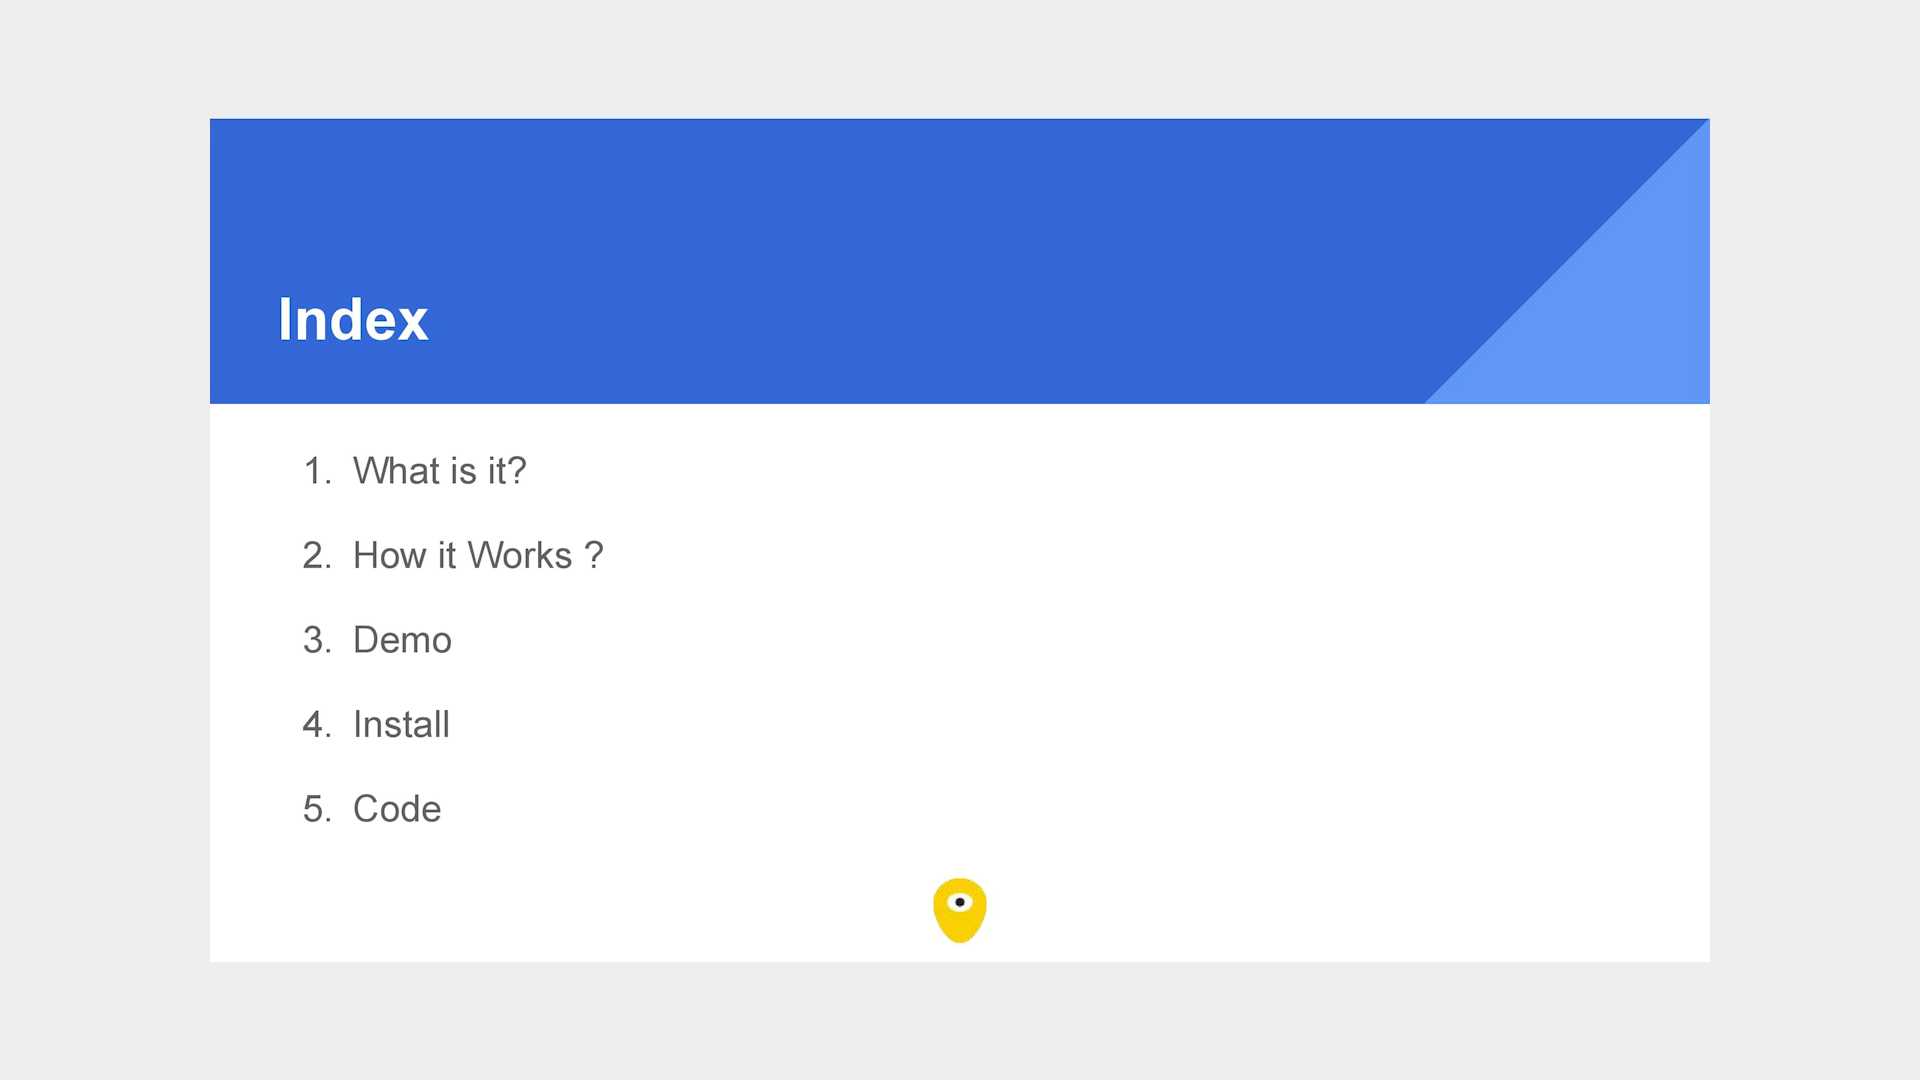 Index
1. What is it?
2. How it Works ?
3. Demo
4. Install
5. Code